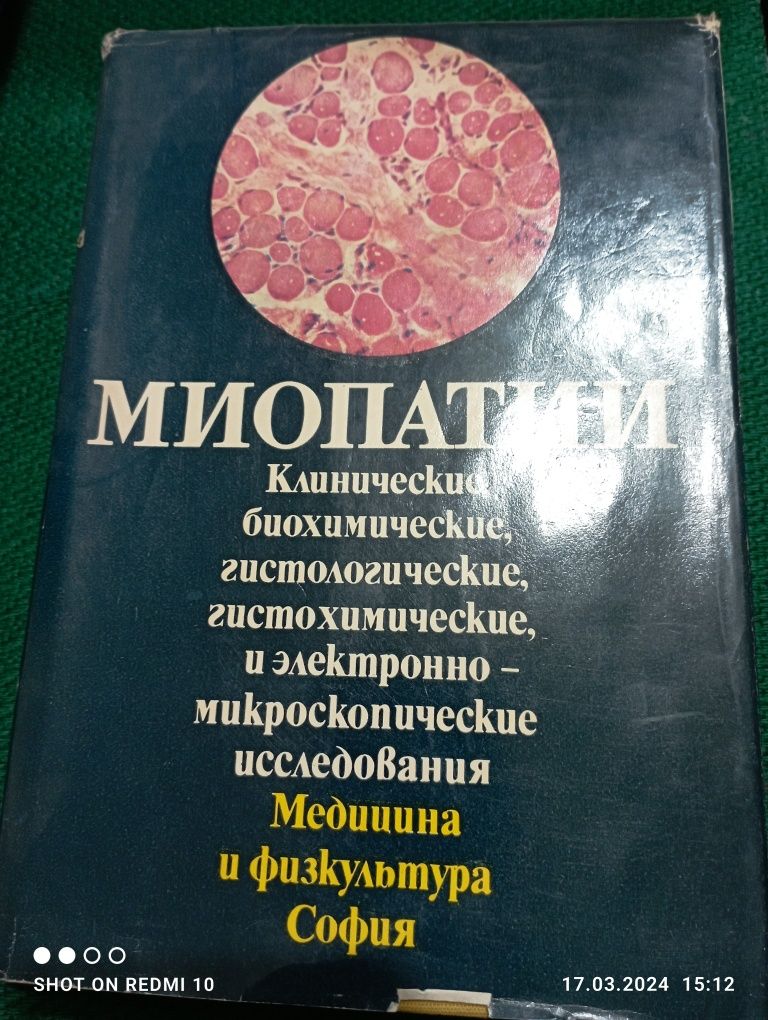 МИОПАТИИ
Клинические,
биохимические,
гистологические,
гистохимические,
и электронно –
микроскопические
исследования
Медицина
и физкультура
София
SHOT ON REDMI 10
17.03.2024 15:12